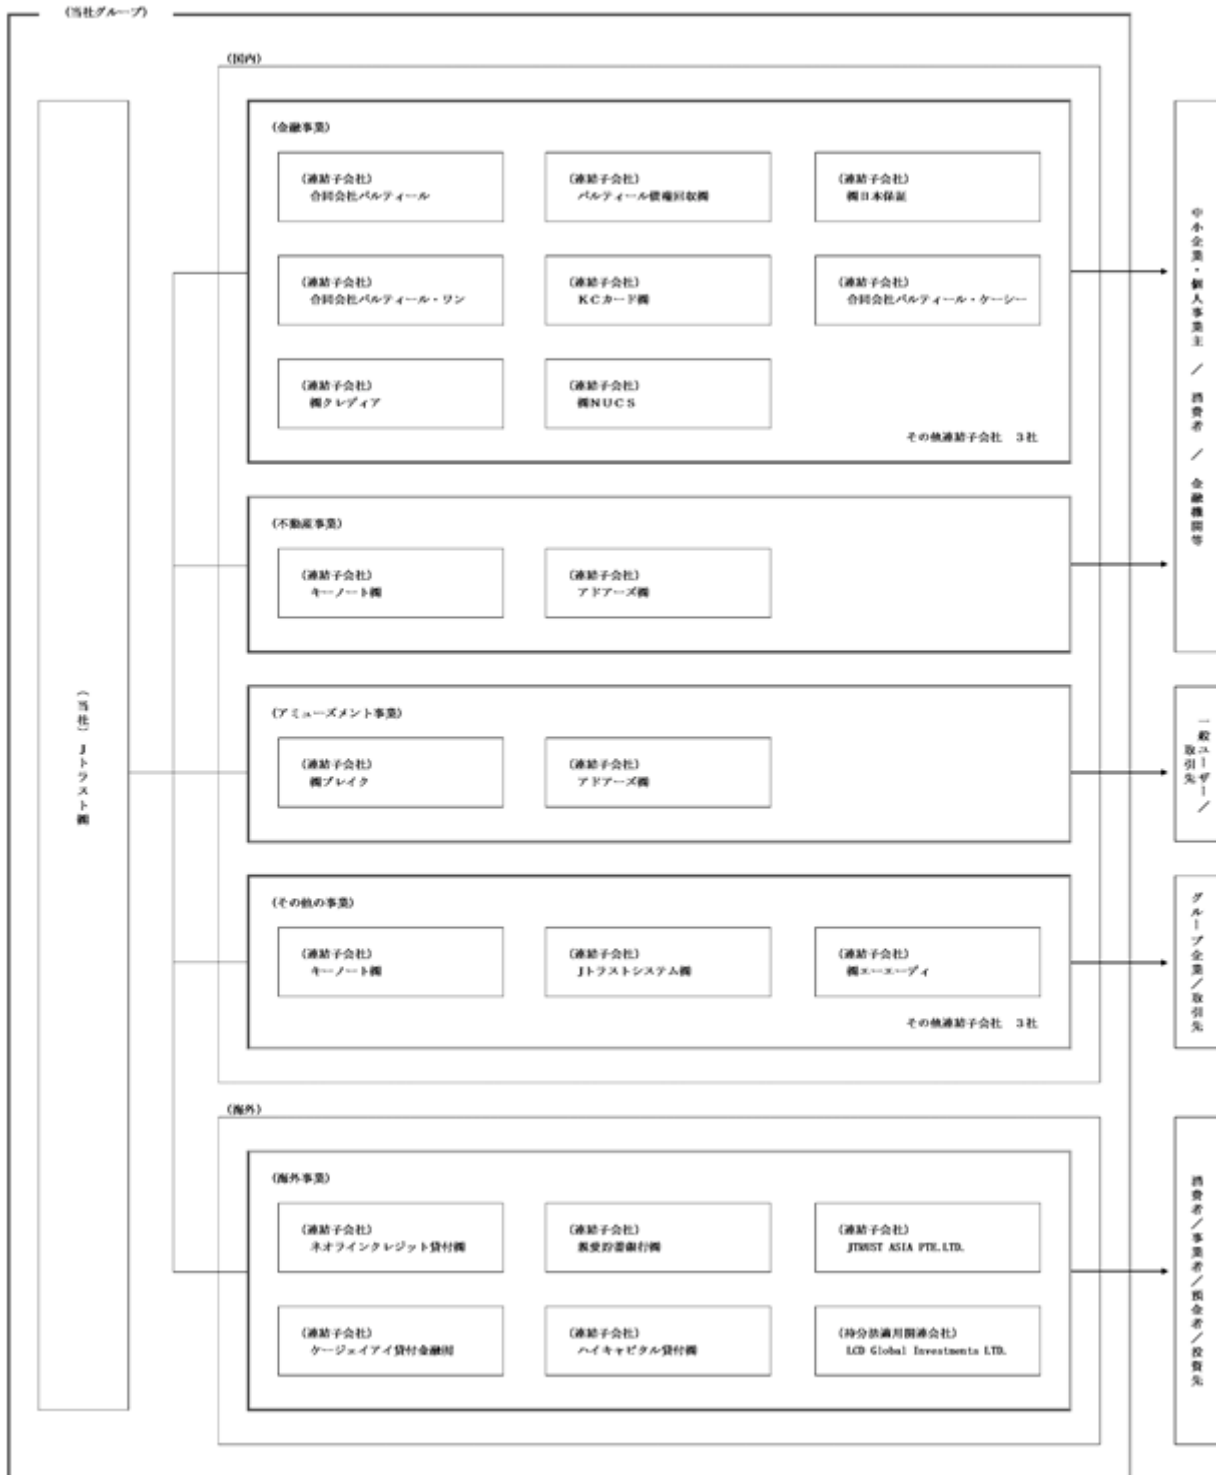 (当社グループ)
(国内)
(金融事業)
(連結子会社)
合同会社パルティール
(連結子会社)
パルティール債権回収㈱
(連結子会社)
㈱日本保証
(連結子会社)
合同会社パルティール・ワン
(連結子会社)
KCカード㈱
(連結子会社)
合同会社パルティール・ケーシー
(連結子会社)
㈱クレディア
(連結子会社)
㈱NUCS
その他連結子会社 3社
中小企業・個人事業主 / 消費者 / 金融機関等
(不動産事業)
(連結子会社)
キーノート㈱
(連結子会社)
アドアーズ㈱
(当社) Jトラスト㈱
(アミューズメント事業)
(連結子会社)
㈱ブレイク
(連結子会社)
アドアーズ㈱
一般ユーザー/
取引先
(その他の事業)
(連結子会社)
キーノート㈱
(連結子会社)
Jトラストシステム㈱
(連結子会社)
㈱エーエーディ
その他連結子会社 3社
グループ企業/取引先
(海外)
(海外事業)
(連結子会社)
ネオラインクレジット貸付㈱
(連結子会社)
親愛貯蓄銀行㈱
(連結子会社)
JTRUST ASIA PTE.LTD.
(連結子会社)
ケージェイアイ貸付金融㈲
(連結子会社)
ハイキャピタル貸付㈱
(持分法適用関連会社)
LCD Global Investments LTD.
消費者/事業者/預金者/投資先